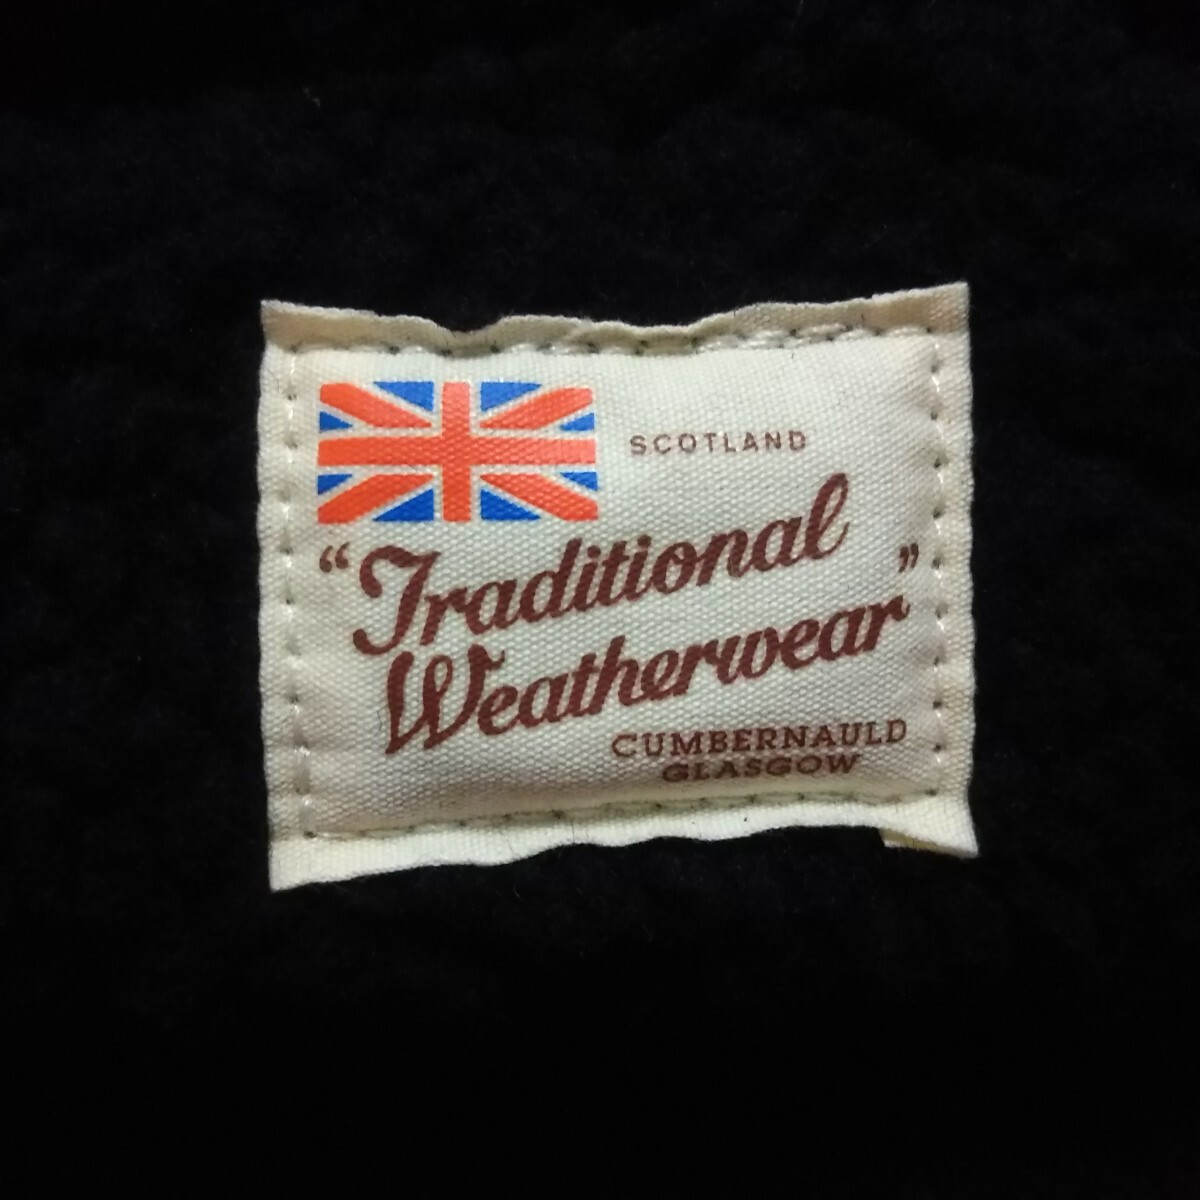 SCOTLAND
“Traditional
Weatherwear”
CUMBERNAULD
GLASGOW